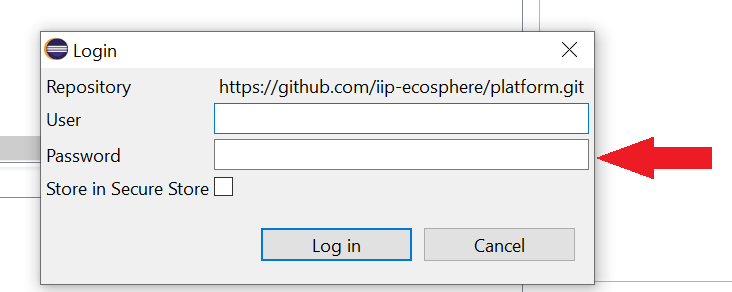 Login
Repository https://github.com/iip-ecosphere/platform.git
User
Password
Store in Secure Store
Log in Cancel